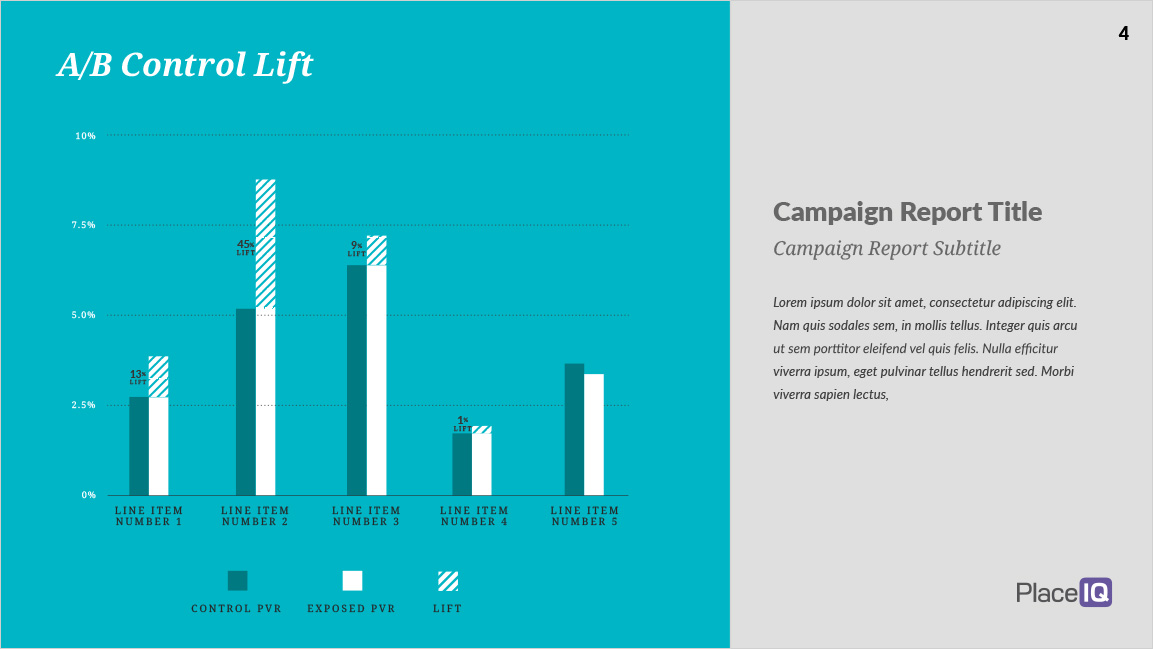 4
A/B Control Lift
10%
7.5%
5.0%
2.5%
0%
13%
LIFT
45%
LIFT
9%
LIFT
1%
LIFT
LINE ITEM
NUMBER 1
LINE ITEM
NUMBER 2
LINE ITEM
NUMBER 3
LINE ITEM
NUMBER 4
LINE ITEM
NUMBER 5
CONTROL PVR
EXPOSED PVR
LIFT
Campaign Report Title
Campaign Report Subtitle
Lorem ipsum dolor sit amet, consectetur adipiscing elit.
Nam quis sodales sem, in mollis tellus. Integer quis arcu
ut sem porttitor eleifend vel quis felis. Nulla efficitur
viverra ipsum, eget pulvinar tellus hendrerit sed. Morbi
viverra sapien lectus,
PlaceIQ